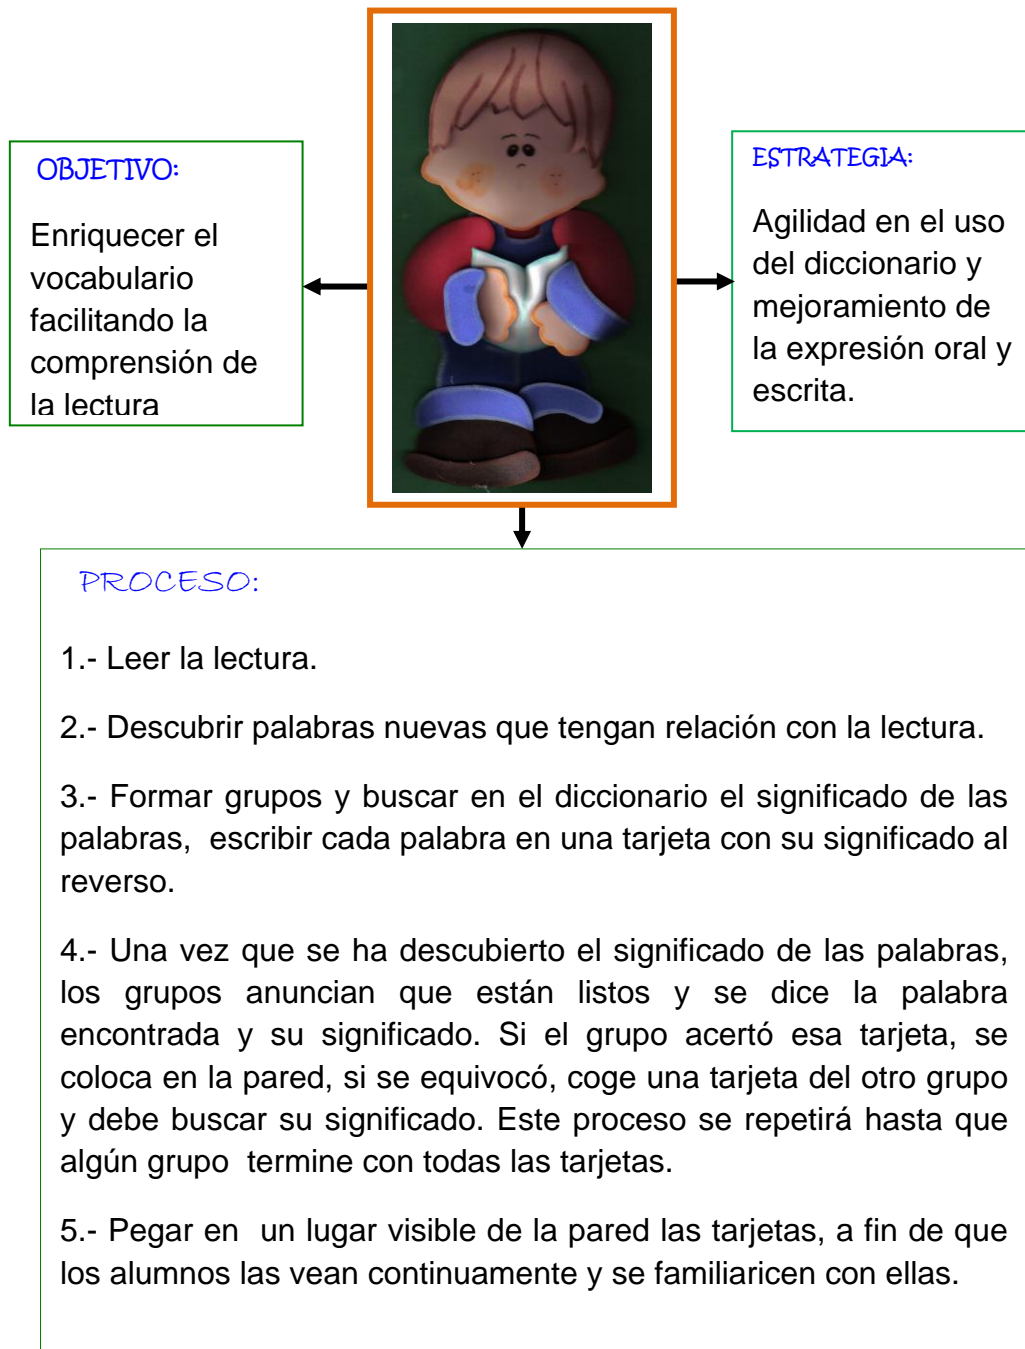 OBJETIVO:
Enriquecer el
vocabulario
facilitando la
comprensión de
la lectura
ESTRATEGIA:
Agilidad en el uso
del diccionario y
mejoramiento de
la expresión oral y
escrita.
PROCESO:
1.- Leer la lectura.
2.- Descubrir palabras nuevas que tengan relación con la lectura.
3.- Formar grupos y buscar en el diccionario el significado de las
palabras,  escribir cada palabra en una tarjeta con su significado al
reverso.
4.- Una vez que se ha descubierto el significado de las palabras,
los grupos anuncian que están listos y se dice la palabra
encontrada y su significado. Si el grupo acertó esa tarjeta, se
coloca en la pared, si se equivocó, coge una tarjeta del otro grupo
y debe buscar su significado. Este proceso se repetirá hasta que
algún grupo  termine con todas las tarjetas.
5.- Pegar en  un lugar visible de la pared las tarjetas, a fin de que
los alumnos las vean continuamente y se familiaricen con ellas.